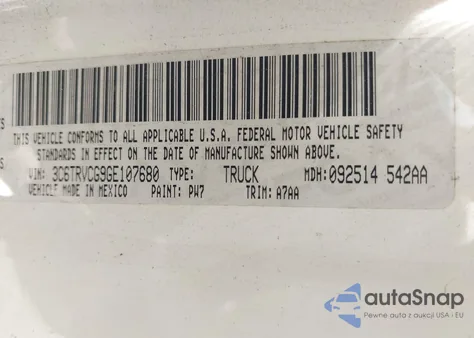 THIS VEHICLE CONFORMS TO ALL APPLICABLE U.S.A. FEDERAL MOTOR VEHICLE SAFETY
STANDARDS IN EFFECT ON THE DATE OF MANUFACTURE SHOWN ABOVE.
VIN: 3C6TRVCG9GE107680 TYPE: TRUCK MDH: 092514 542AA
VEHICLE MADE IN MEXICO PAINT: PW7 TRIM: A7AA
autoSnap
Pewne auto z aukcji USA i EU